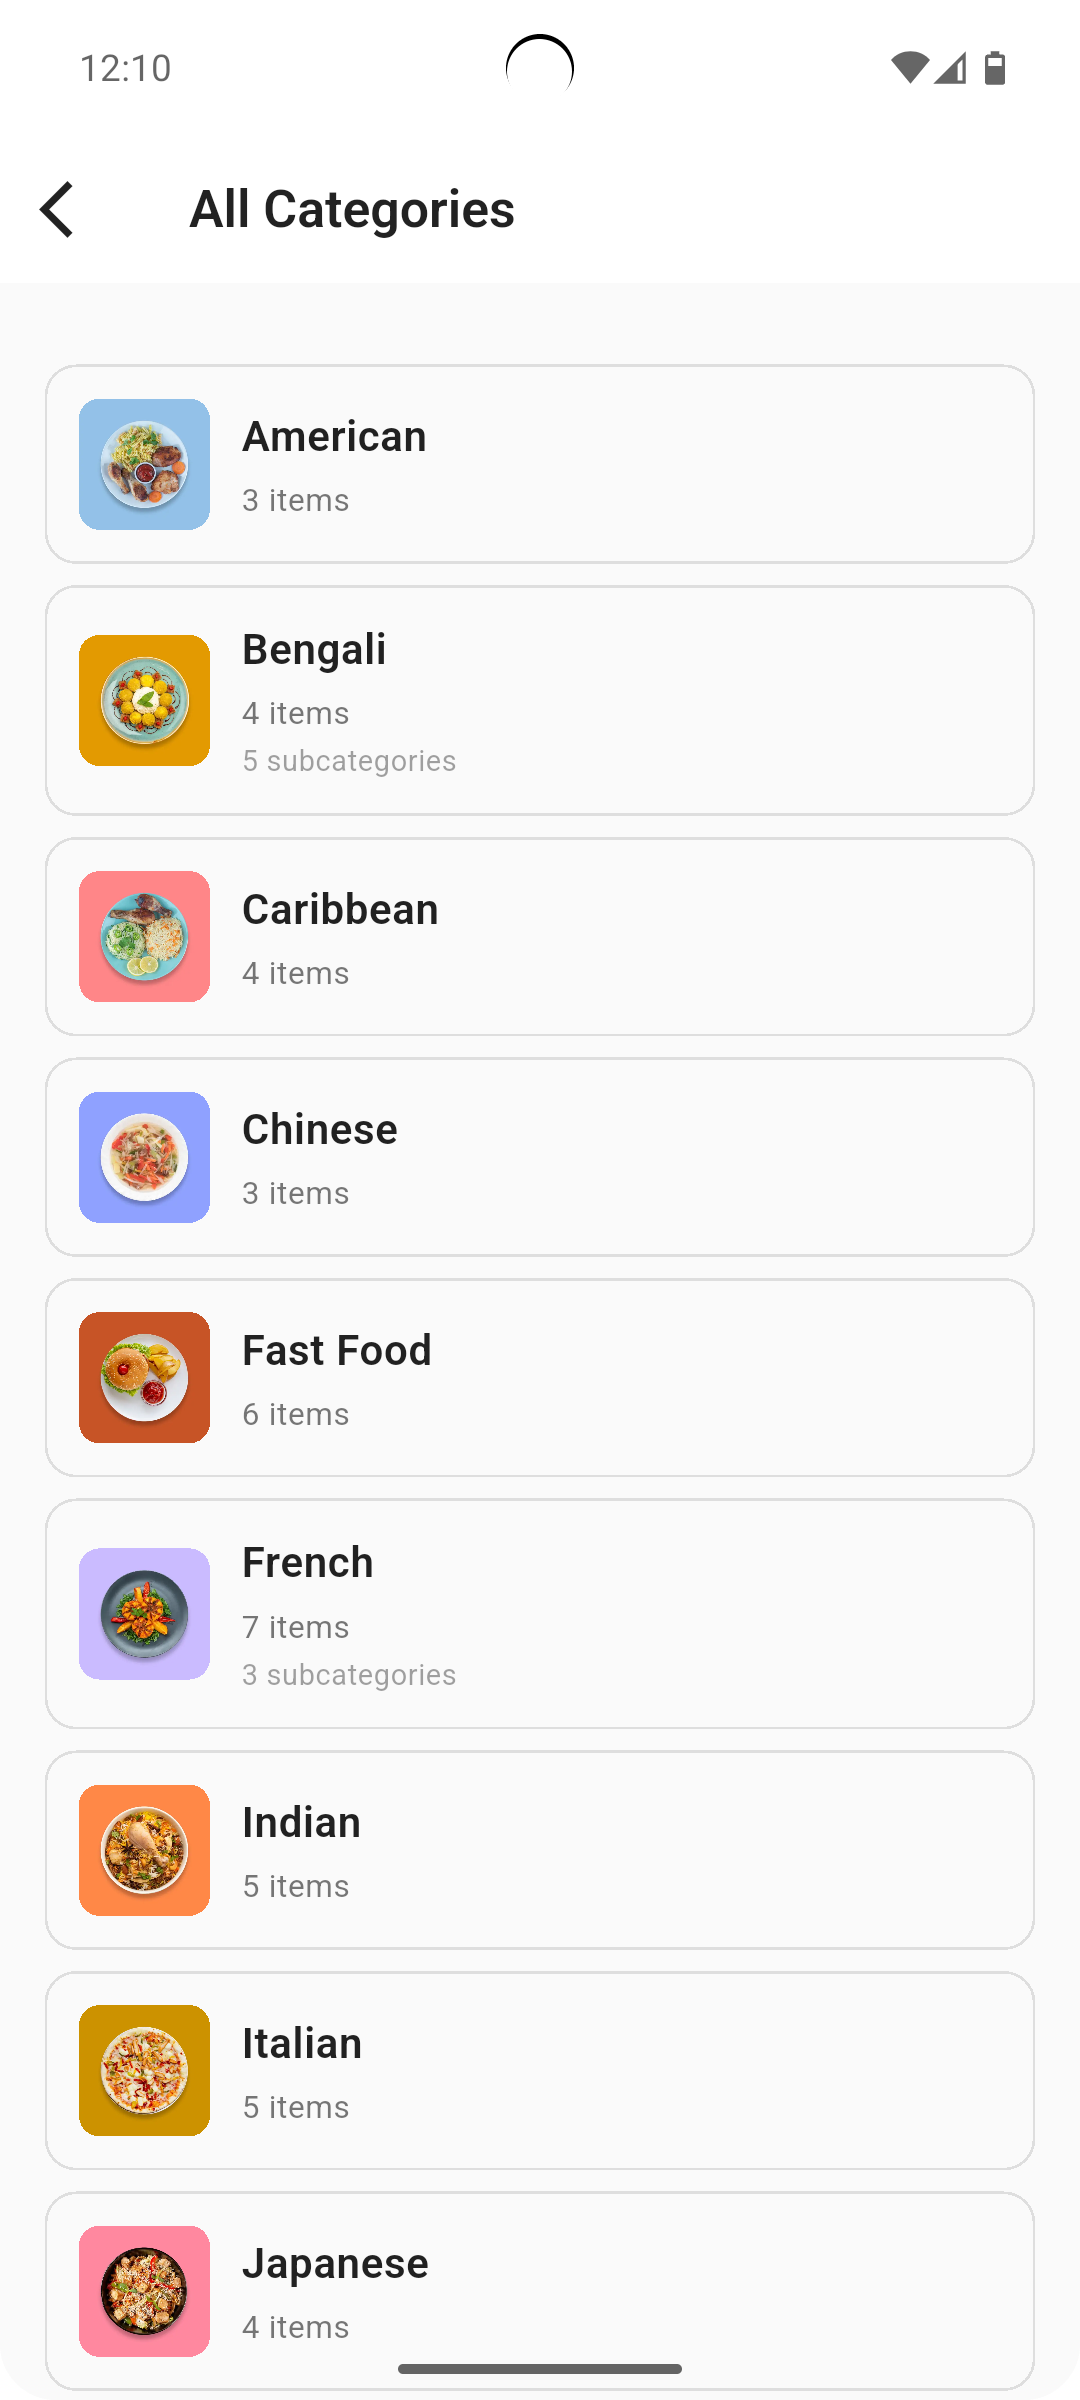 12:10
All Categories
American
3 items
Bengali
4 items
5 subcategories
Caribbean
4 items
Chinese
3 items
Fast Food
6 items
French
7 items
3 subcategories
Indian
5 items
Italian
5 items
Japanese
4 items